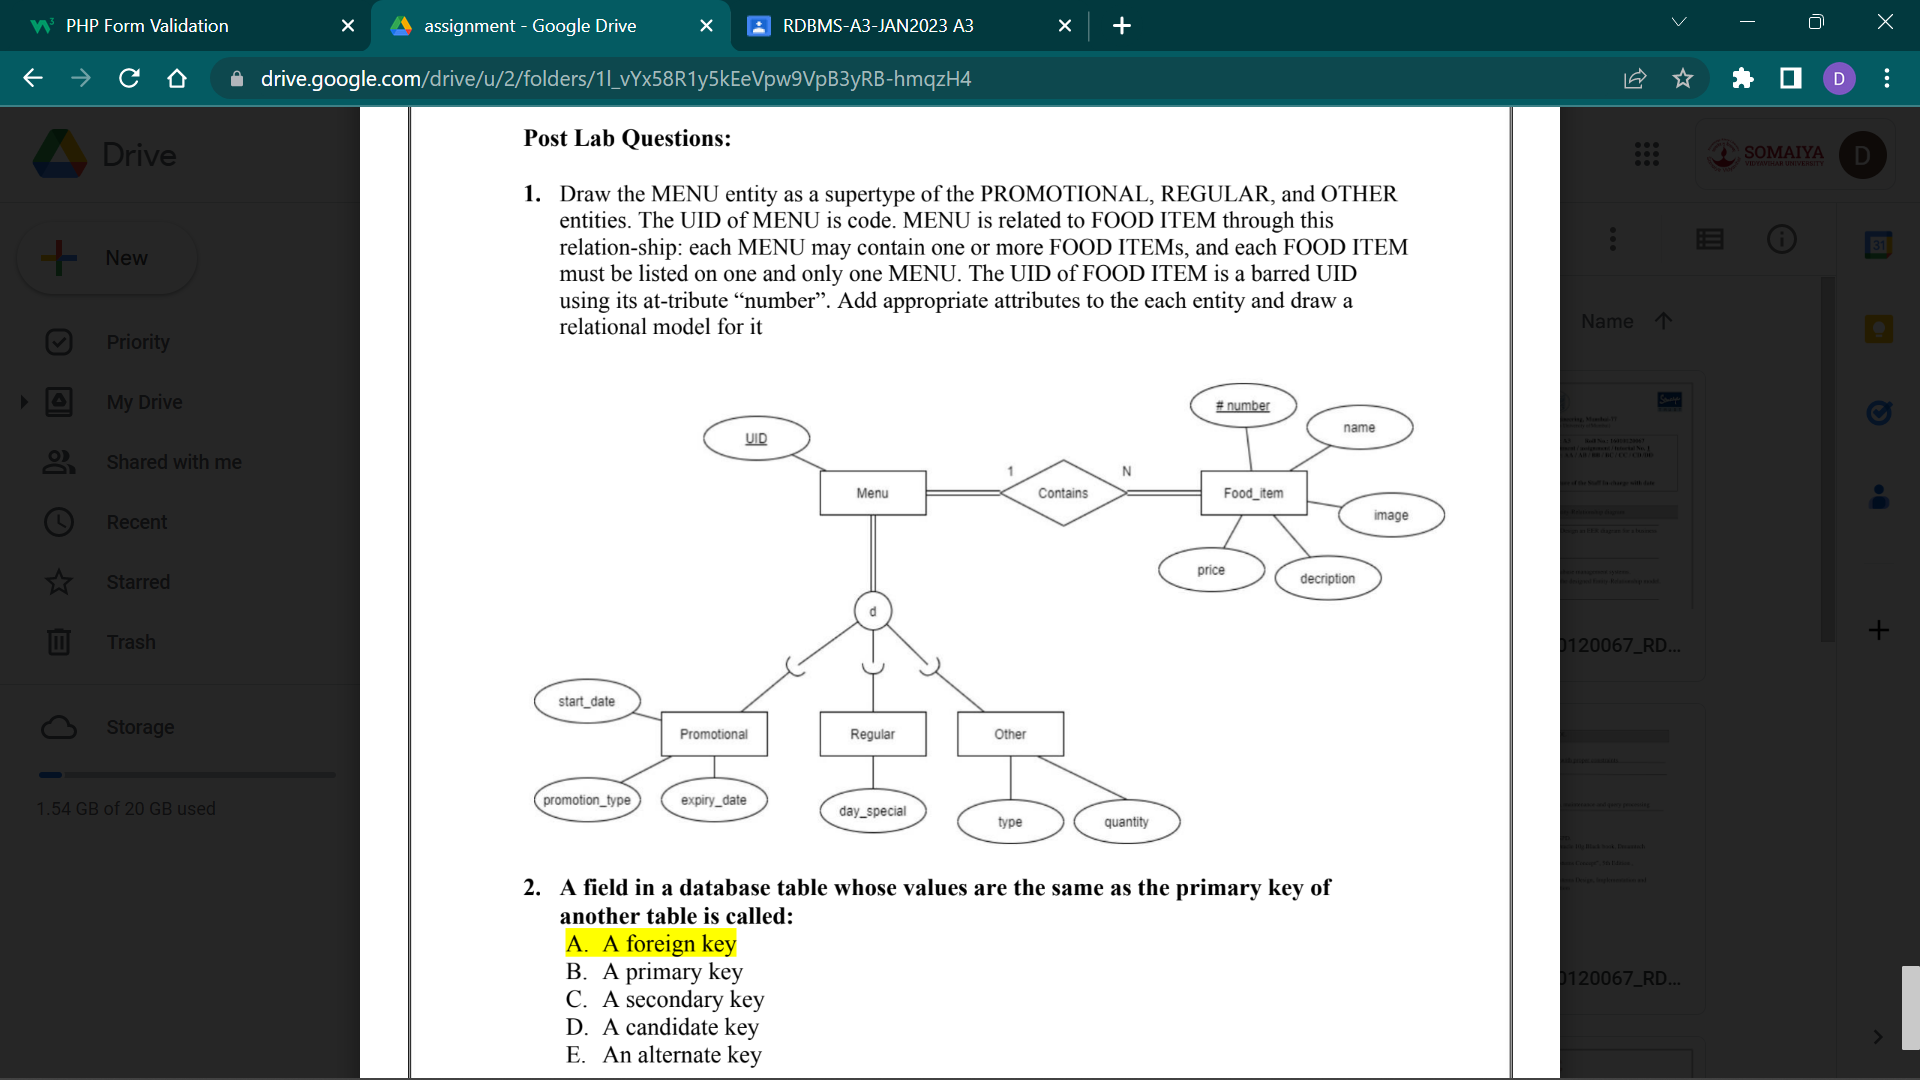 PHP Form Validation
assignment - Google Drive
RDBMS-A3-JAN2023 A3
drive.google.com/drive/u/2/folders/1l_vYx58R1y5kEeVpw9VpB3yRB-hmqzH4
D
Drive
SOMAIYA
D
New
Priority
My Drive
Shared with me
Recent
Starred
Trash
Storage
1.54 GB of 20 GB used
Name
31
0120067_RD...
0120067_RD...
Post Lab Questions:
1. Draw the MENU entity as a supertype of the PROMOTIONAL, REGULAR, and OTHER
entities. The UID of MENU is code. MENU is related to FOOD ITEM through this
relation-ship: each MENU may contain one or more FOOD ITEMs, and each FOOD ITEM
must be listed on one and only one MENU. The UID of FOOD ITEM is a barred UID
using its at-tribute “number”. Add appropriate attributes to the each entity and draw a
relational model for it
# number
name
UID
1
N
Menu
Contains
Food_item
image
price
decription
d
start_date
Promotional
Regular
Other
promotion_type
expiry_date
day_special
type
quantity
2. A field in a database table whose values are the same as the primary key of
another table is called:
A. A foreign key
B. A primary key
C. A secondary key
D. A candidate key
E. An alternate key